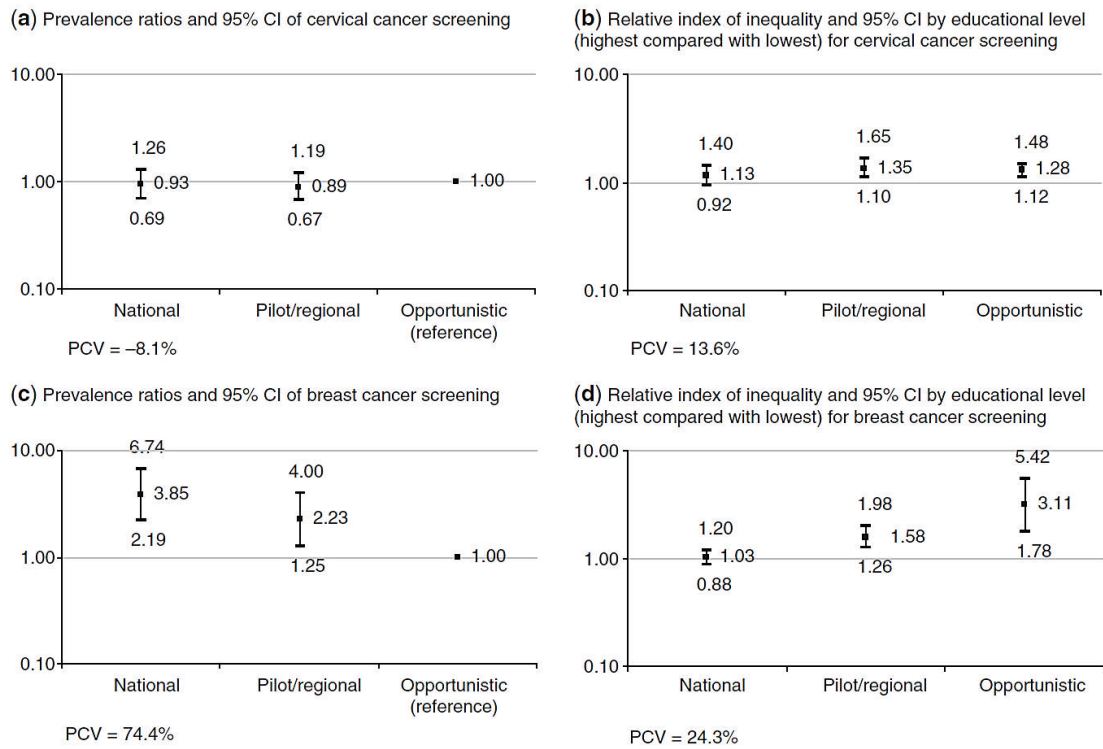 (a) Prevalence ratios and 95% CI of cervical cancer screening
10.00
1.00
0.10
1.26
0.93
0.69
1.19
0.89
0.67
1.00
National
Pilot/regional
Opportunistic
(reference)
PCV = –8.1%
(b) Relative index of inequality and 95% CI by educational level
(highest compared with lowest) for cervical cancer screening
10.00
1.00
0.10
1.40
1.13
0.92
1.65
1.35
1.10
1.48
1.28
1.12
National
Pilot/regional
Opportunistic
PCV = 13.6%
(c) Prevalence ratios and 95% CI of breast cancer screening
10.00
1.00
0.10
6.74
3.85
2.19
4.00
2.23
1.25
1.00
National
Pilot/regional
Opportunistic
(reference)
PCV = 74.4%
(d) Relative index of inequality and 95% CI by educational level
(highest compared with lowest) for breast cancer screening
10.00
1.00
0.10
1.20
1.03
0.88
1.98
1.58
1.26
5.42
3.11
1.78
National
Pilot/regional
Opportunistic
PCV = 24.3%